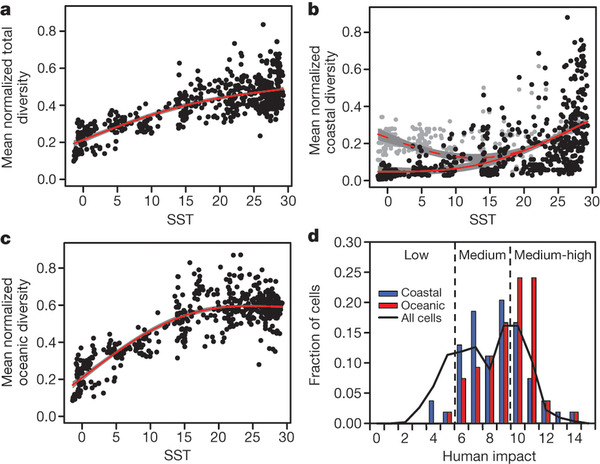 a
Mean normalized total
diversity
0.8
0.6
0.4
0.2
0.0
0 5 10 15 20 25 30
SST
b
Mean normalized
coastal diversity
0.8
0.6
0.4
0.2
0.0
0 5 10 15 20 25 30
SST
c
Mean normalized
oceanic diversity
0.8
0.6
0.4
0.2
0.0
0 5 10 15 20 25 30
SST
d
Fraction of cells
0.30
0.25
0.20
0.15
0.10
0.05
0.00
Low Medium Medium-high
Coastal
Oceanic
All cells
0 2 4 6 8 10 12 14
Human impact